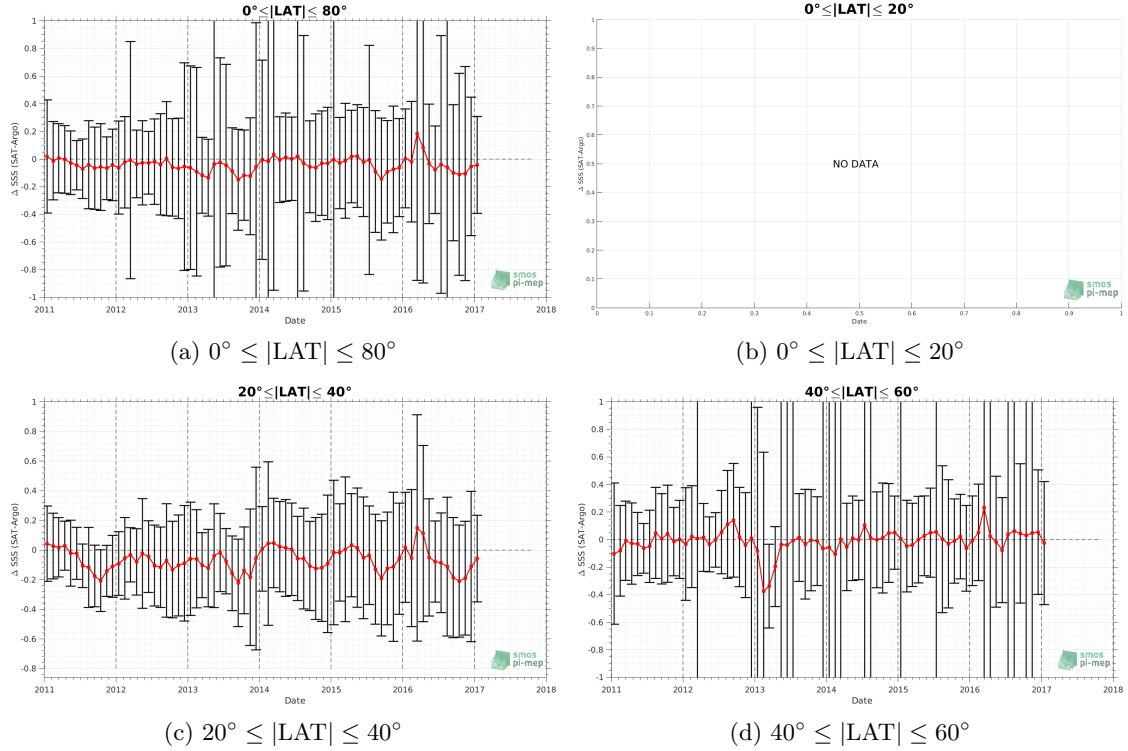 0°≤|LAT|≤ 80°
Δ SSS (SAT-Argo)
1
0.8
0.6
0.4
0.2
0
-0.2
-0.4
-0.6
-0.8
-1
2011 2012 2013 2014 2015 2016 2017 2018
Date
smos
pi-mep
(a) 0° ≤ |LAT| ≤ 80°
0°≤|LAT|≤ 20°
Δ SSS (SAT-Argo)
1
0.9
0.8
0.7
0.6
0.5
0.4
0.3
0.2
0.1
0
NO DATA
0 0.1 0.2 0.3 0.4 0.5 0.6 0.7 0.8 0.9 1
Date
smos
pi-mep
(b) 0° ≤ |LAT| ≤ 20°
20°≤|LAT|≤ 40°
Δ SSS (SAT-Argo)
1
0.8
0.6
0.4
0.2
0
-0.2
-0.4
-0.6
-0.8
2011 2012 2013 2014 2015 2016 2017 2018
Date
smos
pi-mep
(c) 20° ≤ |LAT| ≤ 40°
40°≤|LAT|≤ 60°
Δ SSS (SAT-Argo)
1
0.8
0.6
0.4
0.2
0
-0.2
-0.4
-0.6
-0.8
-1
2011 2012 2013 2014 2015 2016 2017 2018
Date
smos
pi-mep
(d) 40° ≤ |LAT| ≤ 60°